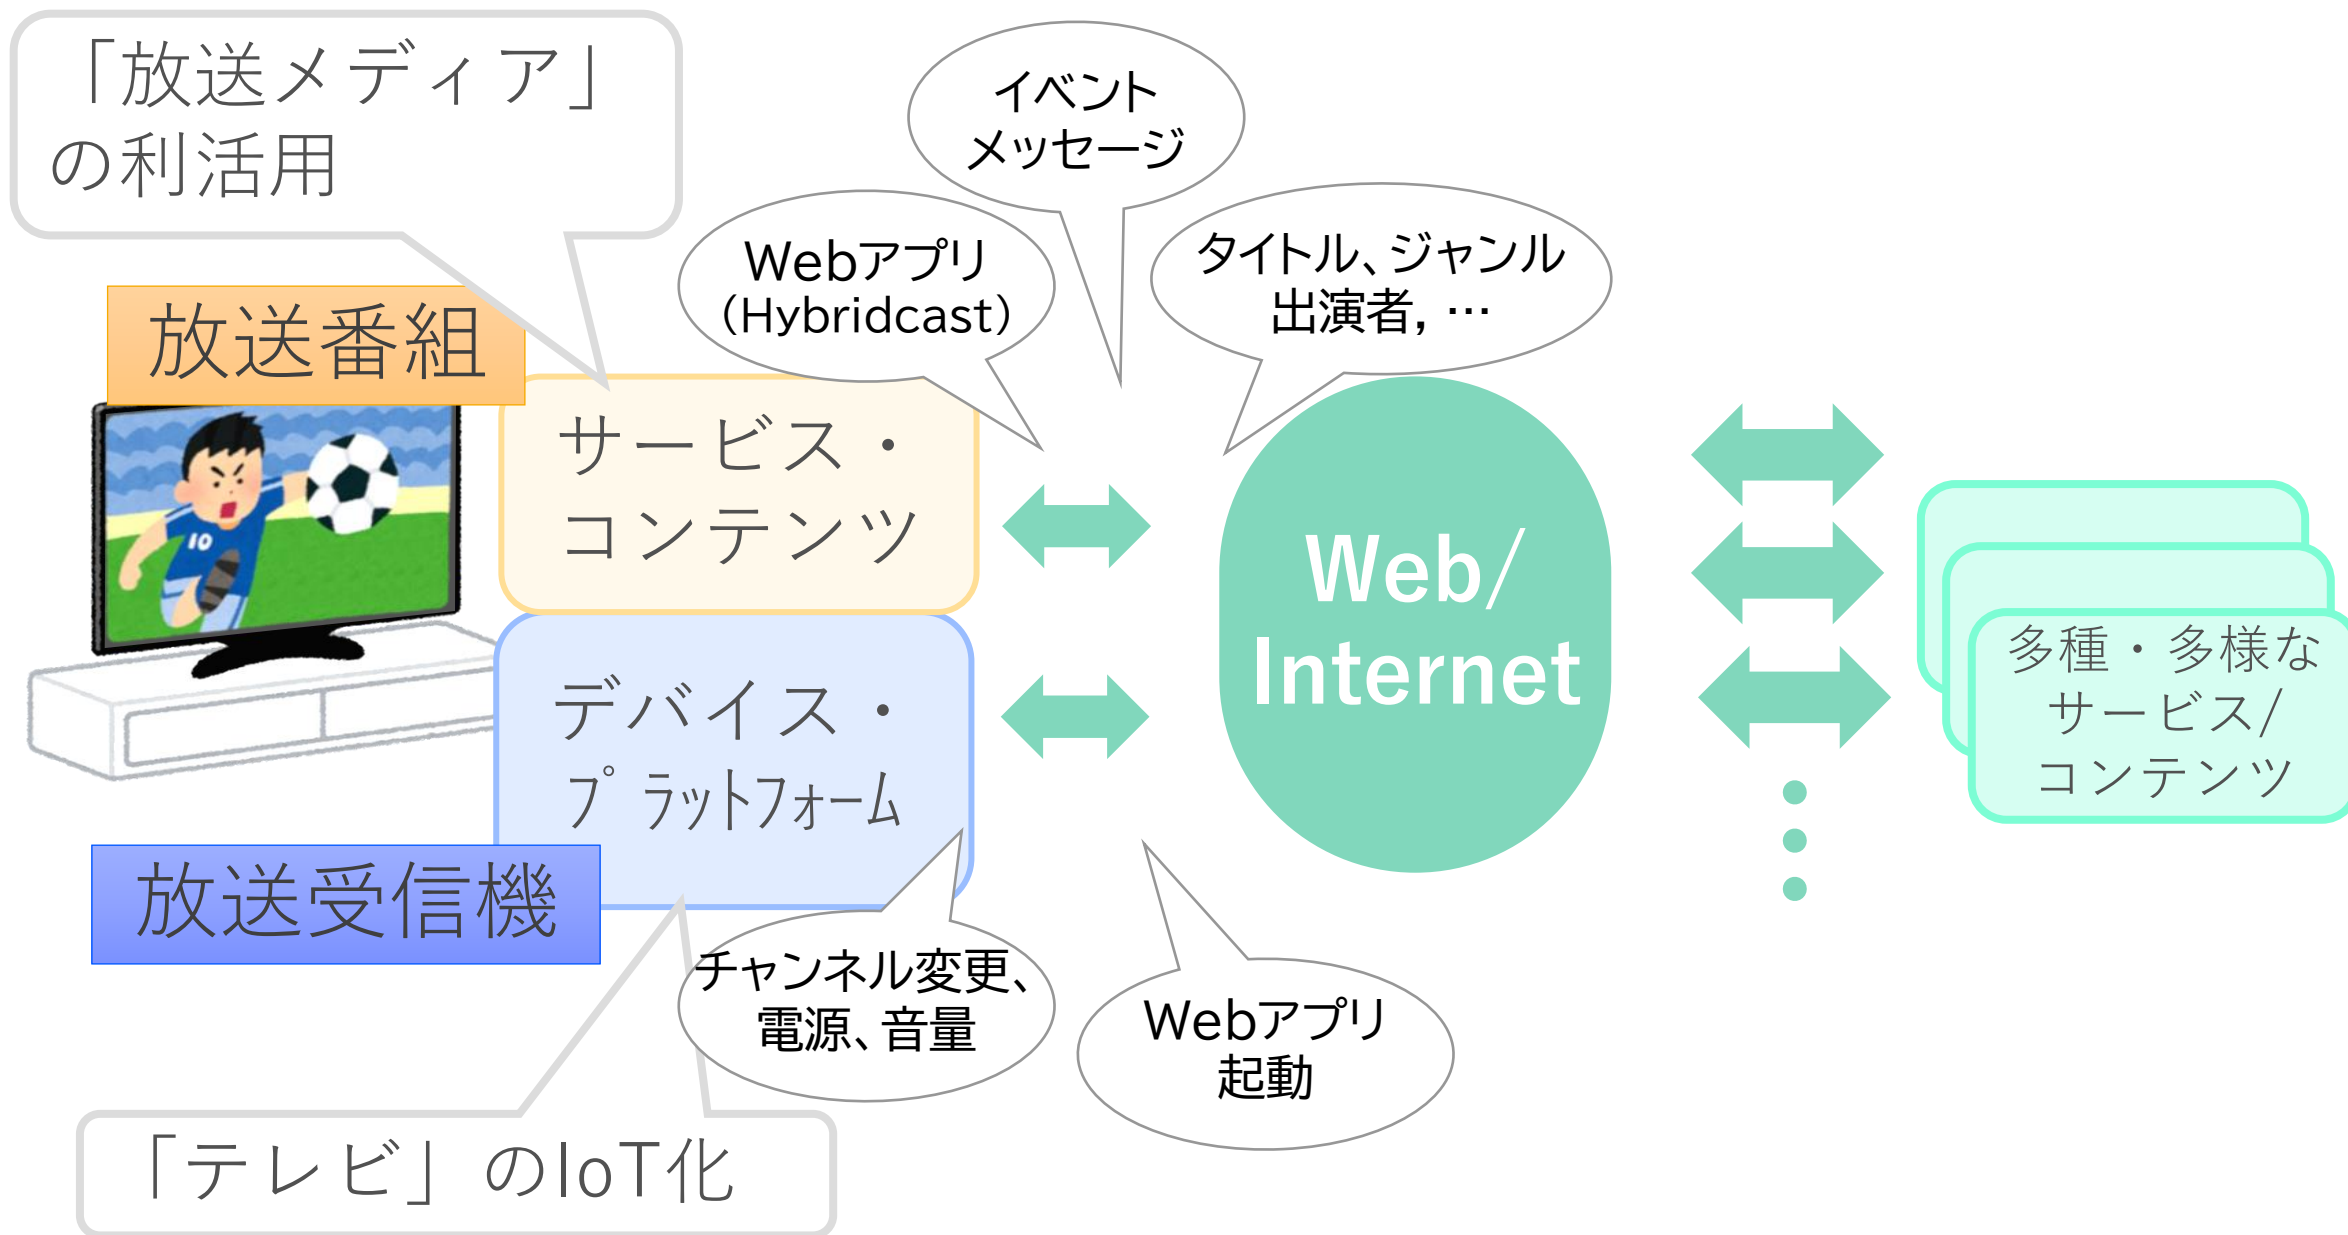 「放送メディア」
の利活用
イベント
メッセージ
Webアプリ
(Hybridcast)
タイトル、ジャンル
出演者, …
放送番組
サービス・
コンテンツ
10
デバイス・
プラットフォーム
放送受信機
Web/
Internet
多種・多様な
サービス/
コンテンツ
チャンネル変更、
電源、音量
Webアプリ
起動
「テレビ」のIoT化